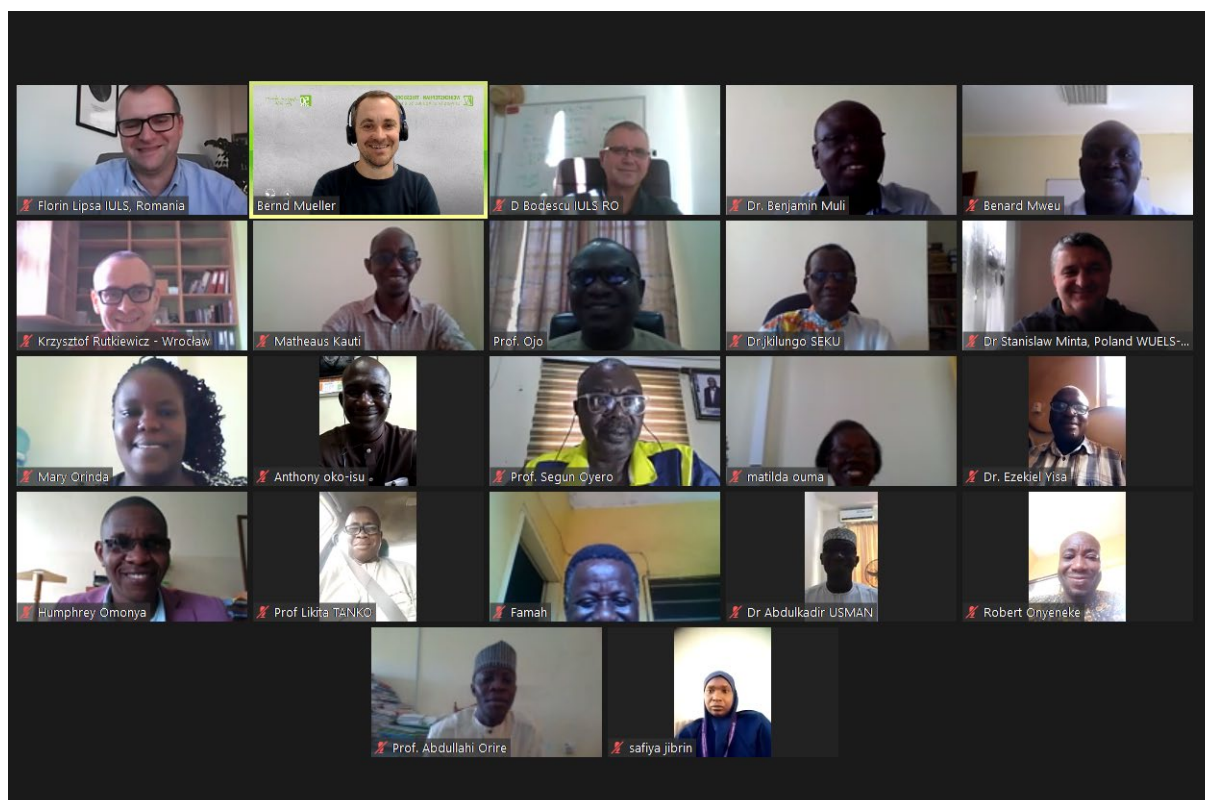 Florin Lipsa IULS, Romania
Bernd Mueller
D Bodescu IULS RO
Dr. Benjamin Muli
Benard Mweu
Krzysztof Rutkiewicz - Wrocław
Matheaus Kauti
Prof. Ojo
Dr.jkilungo SEKU
Dr Stanislaw Minta, Poland WUELS-...
Mary Orinda
Anthony oko-isu
Prof. Segun Oyero
matilda ouma
Dr. Ezekiel Yisa
Humphrey Omonya
Prof Likita TANKO
Famah
Dr Abdulkadir USMAN
Robert Onyeneke
Prof. Abdullahi Orire
safiya jibrin